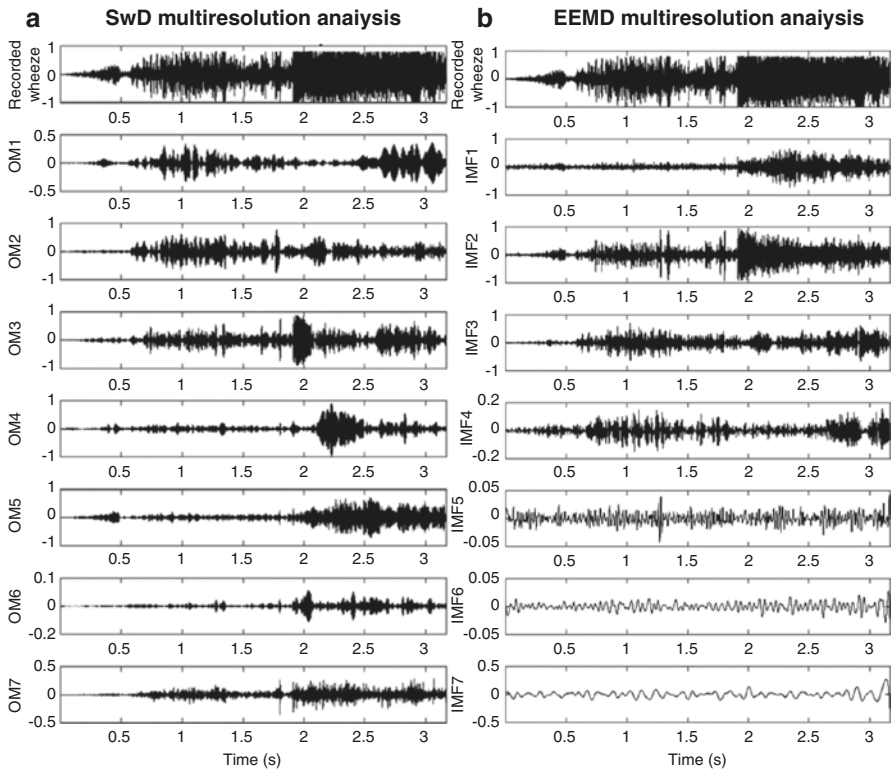 a SwD multiresolution anaiysis
Recorded wheeze
1
0
-1
0.5 1 1.5 2 2.5 3
OM1
0.5
0
-0.5
0.5 1 1.5 2 2.5 3
OM2
1
0
-1
0.5 1 1.5 2 2.5 3
OM3
1
0
-1
0.5 1 1.5 2 2.5 3
OM4
1
0
-1
0.5 1 1.5 2 2.5 3
OM5
1
0
-1
0.5 1 1.5 2 2.5 3
OM6
0.1
0
-0.2
0.5 1 1.5 2 2.5 3
OM7
0.5
0
-0.5
0.5 1 1.5 2 2.5 3
Time (s)
b EEMD multiresolution anaiysis
Recorded wheeze
1
0
-1
0.5 1 1.5 2 2.5 3
IMF1
1
0
-1
0.5 1 1.5 2 2.5 3
IMF2
1
0
-1
0.5 1 1.5 2 2.5 3
IMF3
1
0
-1
0.5 1 1.5 2 2.5 3
IMF4
0.2
0
-0.2
0.5 1 1.5 2 2.5 3
IMF5
0.05
0
-0.05
0.5 1 1.5 2 2.5 3
IMF6
0.05
0
-0.05
0.5 1 1.5 2 2.5 3
IMF7
0.5
0
-0.5
0.5 1 1.5 2 2.5 3
Time (s)